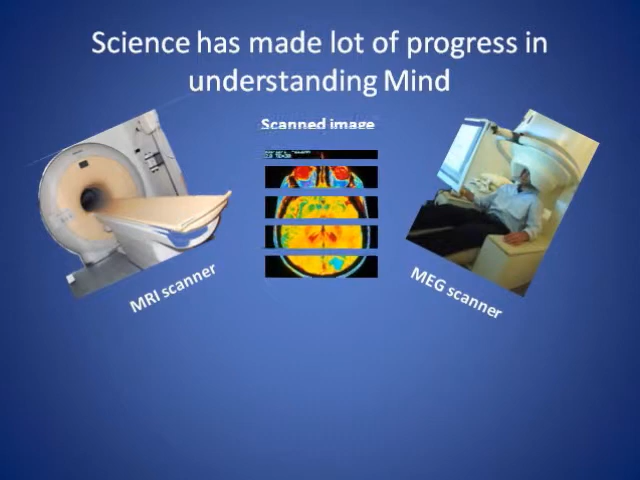 Science has made lot of progress in
understanding Mind
Scanned image
MRI scanner
MEG scanner